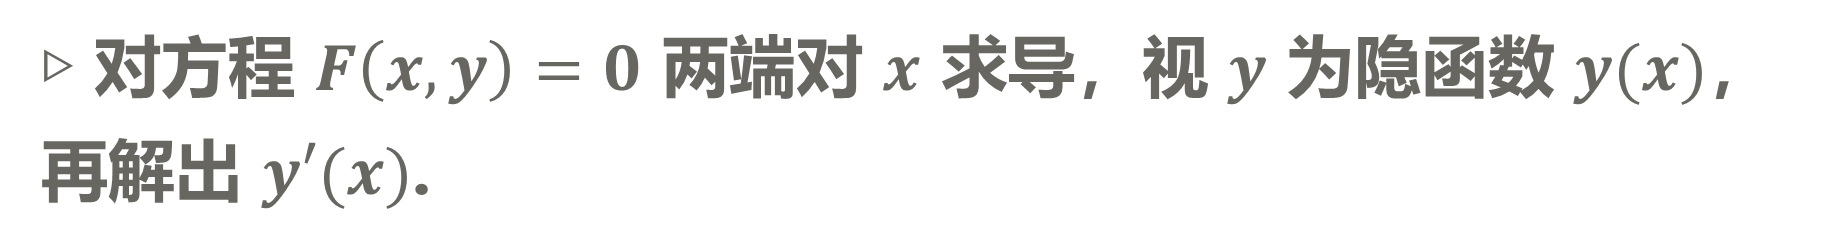 ▷ 对方程 F(x, y) = 0 两端对 x 求导，视 y 为隐函数 y(x)，
再解出 y′(x).